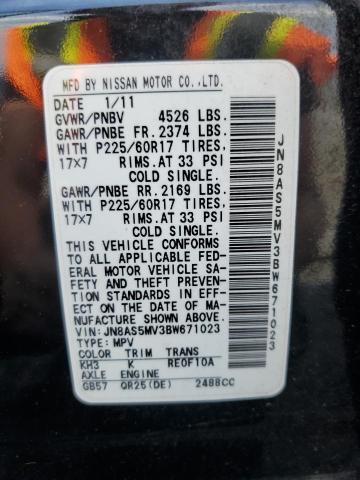 MFD BY NISSAN MOTOR CO.,LTD.
DATE 1/11
GVWR/PNBV 4526 LBS.
GAWR/PNBE FR. 2374 LBS.
WITH P225/60R17 TIRES,
17×7 RIMS.AT 33 PSI
COLD SINGLE.
GAWR/PNBE RR. 2169 LBS.
WITH P225/60R17 TIRES,
17×7 RIMS.AT 33 PSI
COLD SINGLE.
THIS VEHICLE CONFORMS
TO ALL APPLICABLE FED-
ERAL MOTOR VEHICLE SA-
FETY AND THEFT PREVEN-
TION STANDARDS IN EFF-
ECT ON THE DATE OF MA-
NUFACTURE SHOWN ABOVE.
VIN:JN8AS5MV3BW671023
TYPE: MPV
COLOR TRIM TRANS
KH3 K RE0F10A
AXLE ENGINE
GB57 QR25(DE) 2488CC
JN8AS5MV3BW671023